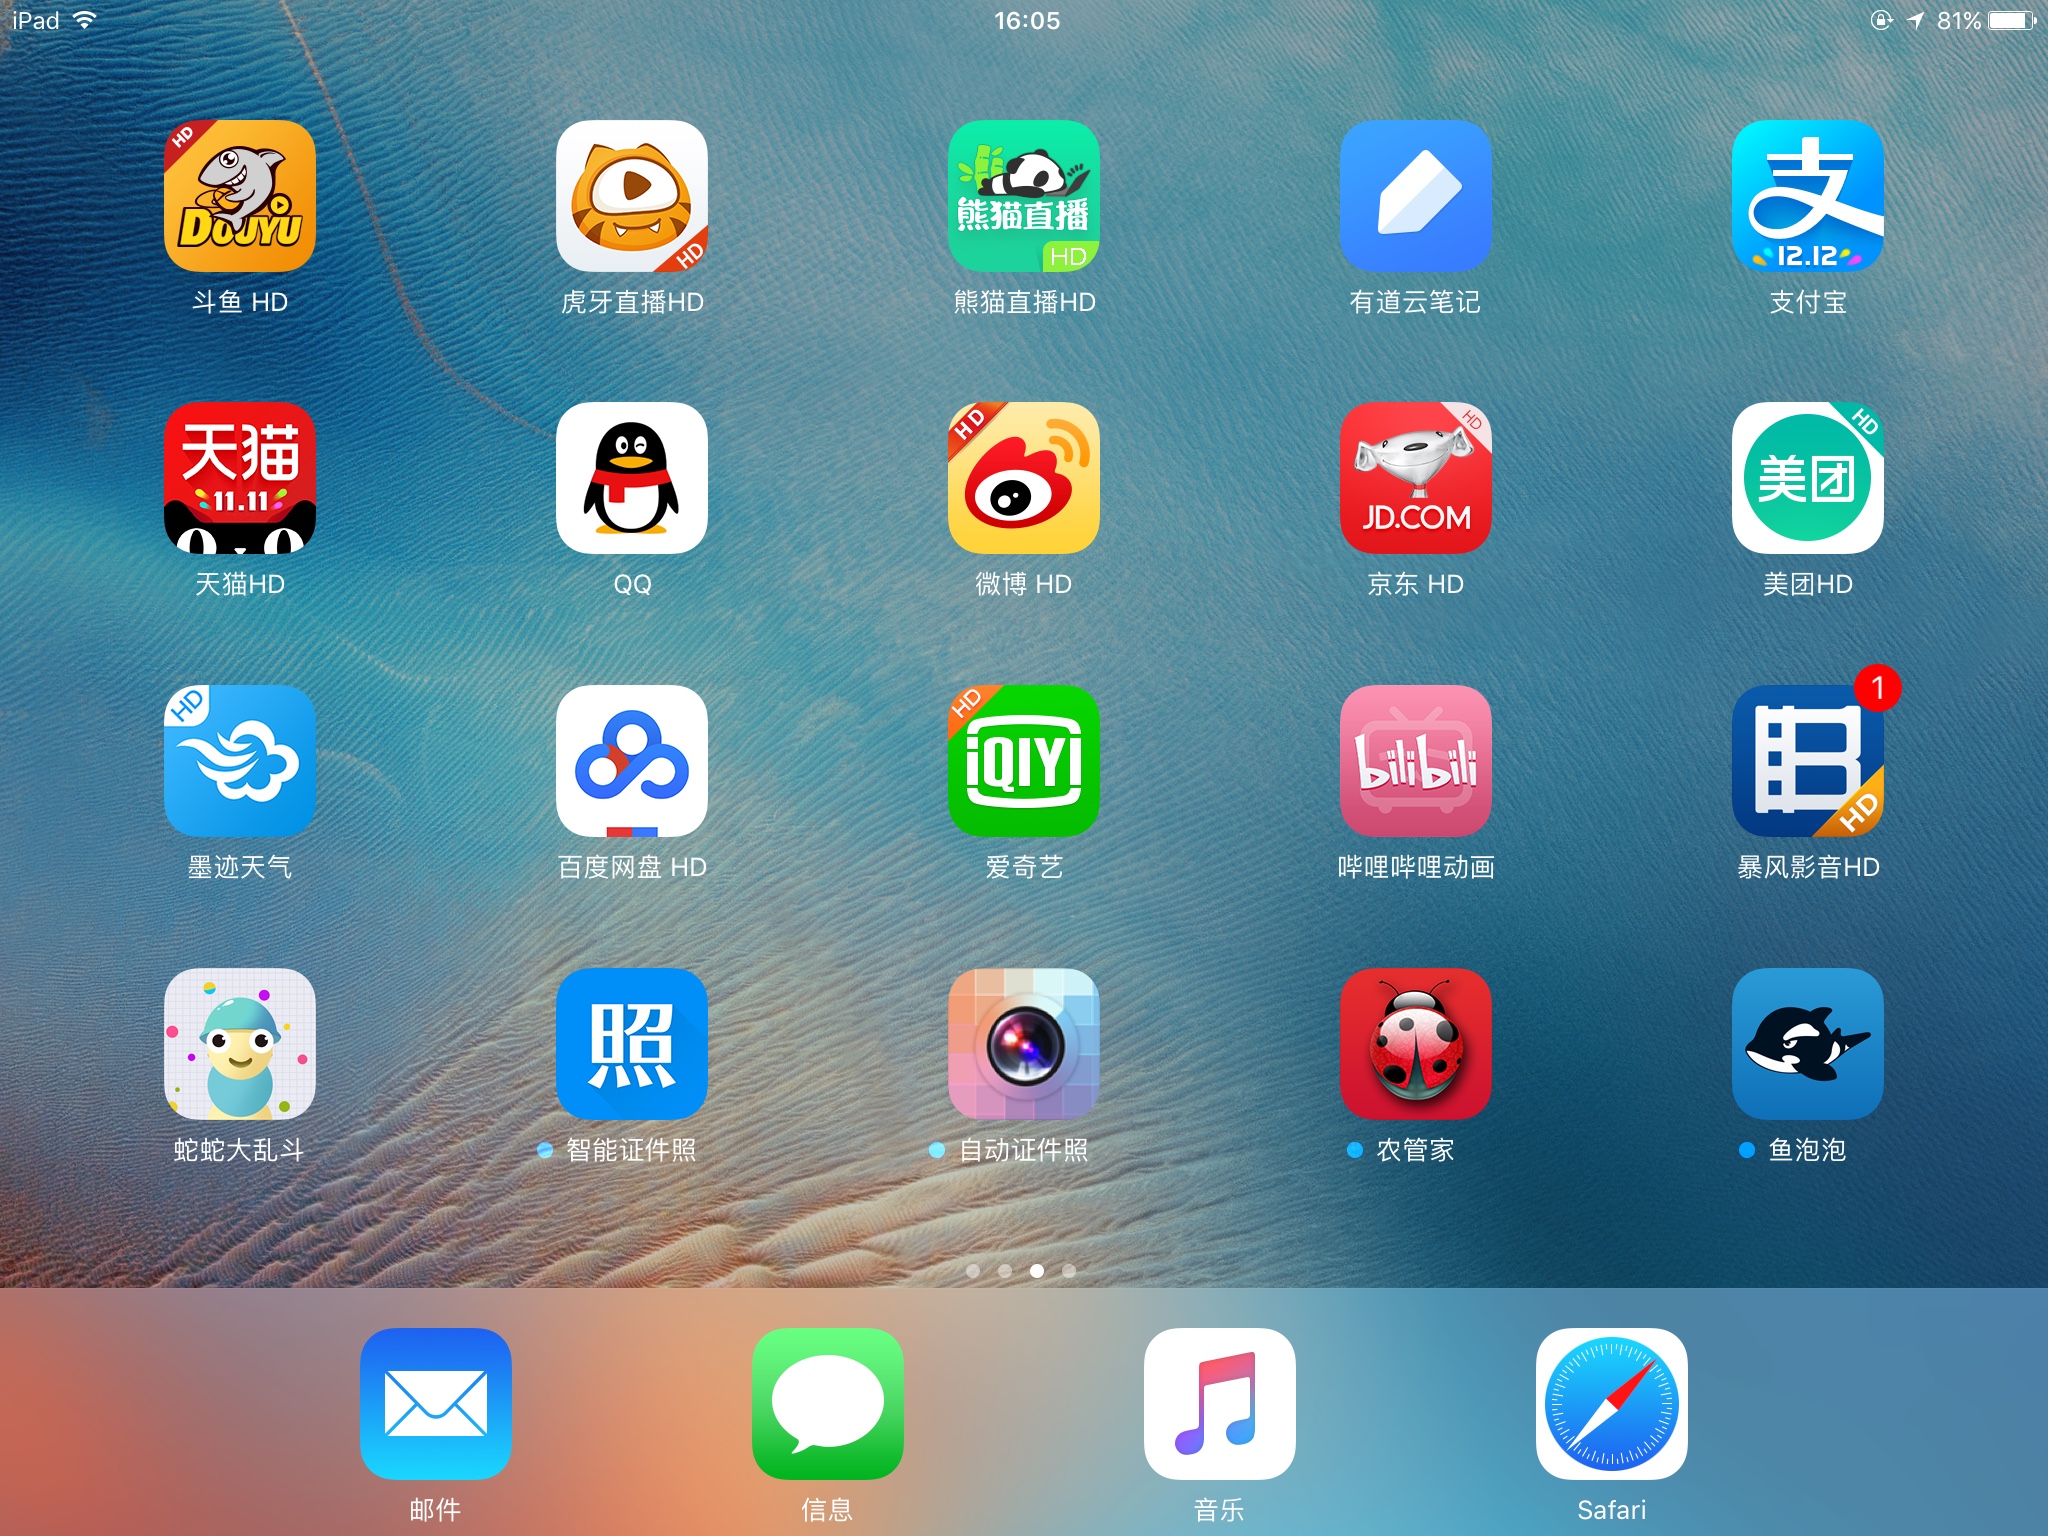 iPad
16:05
81%
HD
DOUYU
斗鱼 HD
HD
虎牙直播HD
熊猫直播
HD
熊猫直播HD
有道云笔记
支
12.12
支付宝
天猫
11.11
天猫HD
QQ
HD
微博 HD
HD
JD.COM
京东 HD
HD
美团
美团HD
HD
墨迹天气
百度网盘 HD
HD
iQIYI
爱奇艺
bilibili
哔哩哔哩动画
1
HD
暴风影音HD
蛇蛇大乱斗
照
智能证件照
自动证件照
农管家
鱼泡泡
邮件
信息
音乐
Safari